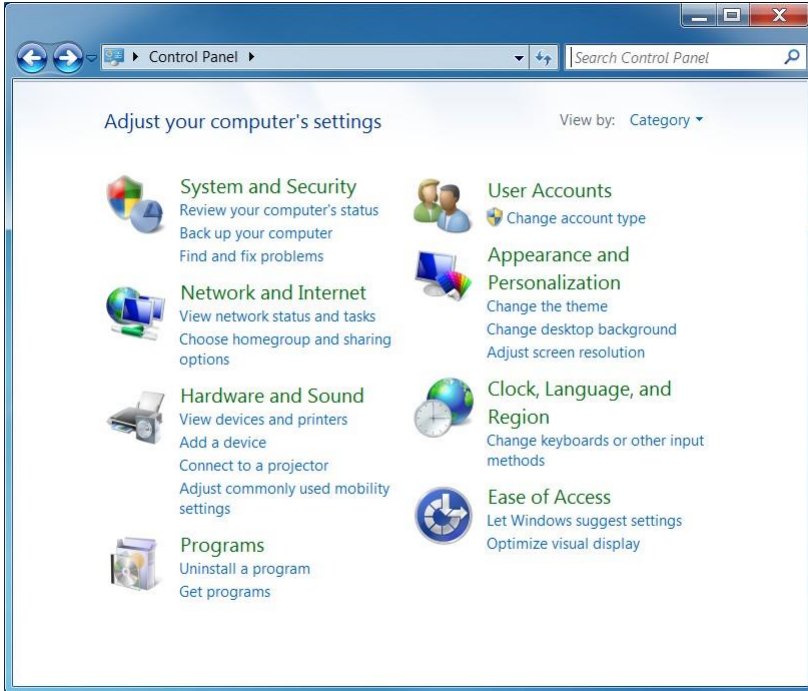 Control Panel
Search Control Panel
Adjust your computer's settings
View by: Category
System and Security
Review your computer's status
Back up your computer
Find and fix problems
Network and Internet
View network status and tasks
Choose homegroup and sharing
options
Hardware and Sound
View devices and printers
Add a device
Connect to a projector
Adjust commonly used mobility
settings
Programs
Uninstall a program
Get programs
User Accounts
Change account type
Appearance and
Personalization
Change the theme
Change desktop background
Adjust screen resolution
Clock, Language, and
Region
Change keyboards or other input
methods
Ease of Access
Let Windows suggest settings
Optimize visual display